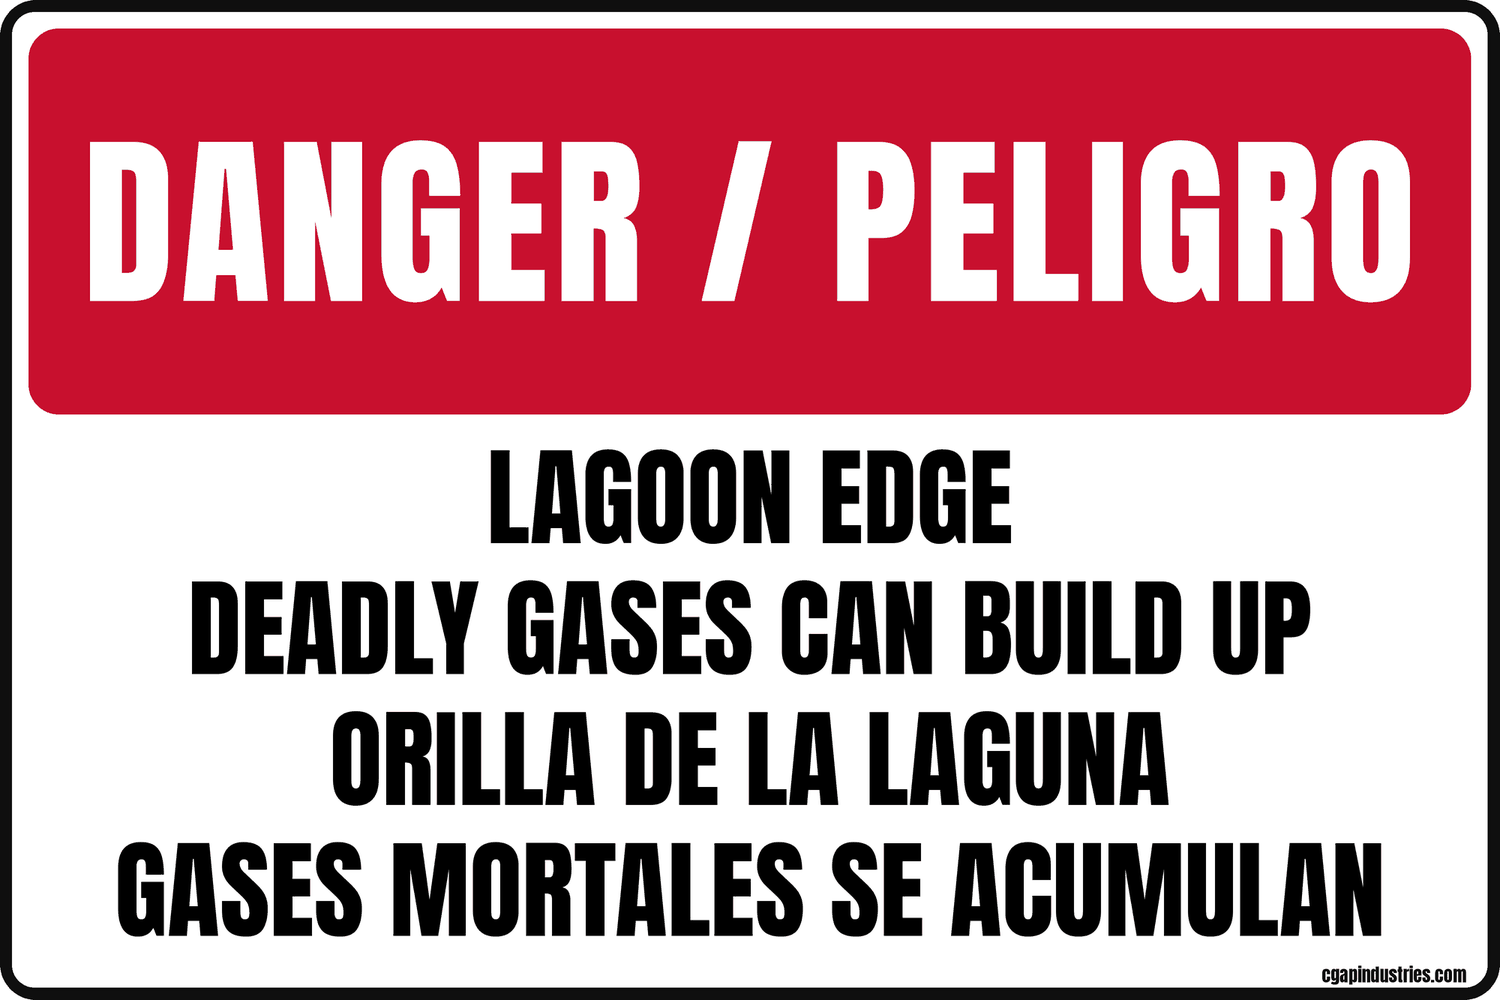 DANGER / PELIGRO
LAGOON EDGE
DEADLY GASES CAN BUILD UP
ORILLA DE LA LAGUNA
GASES MORTALES SE ACUMULAN
cgapindustries.com